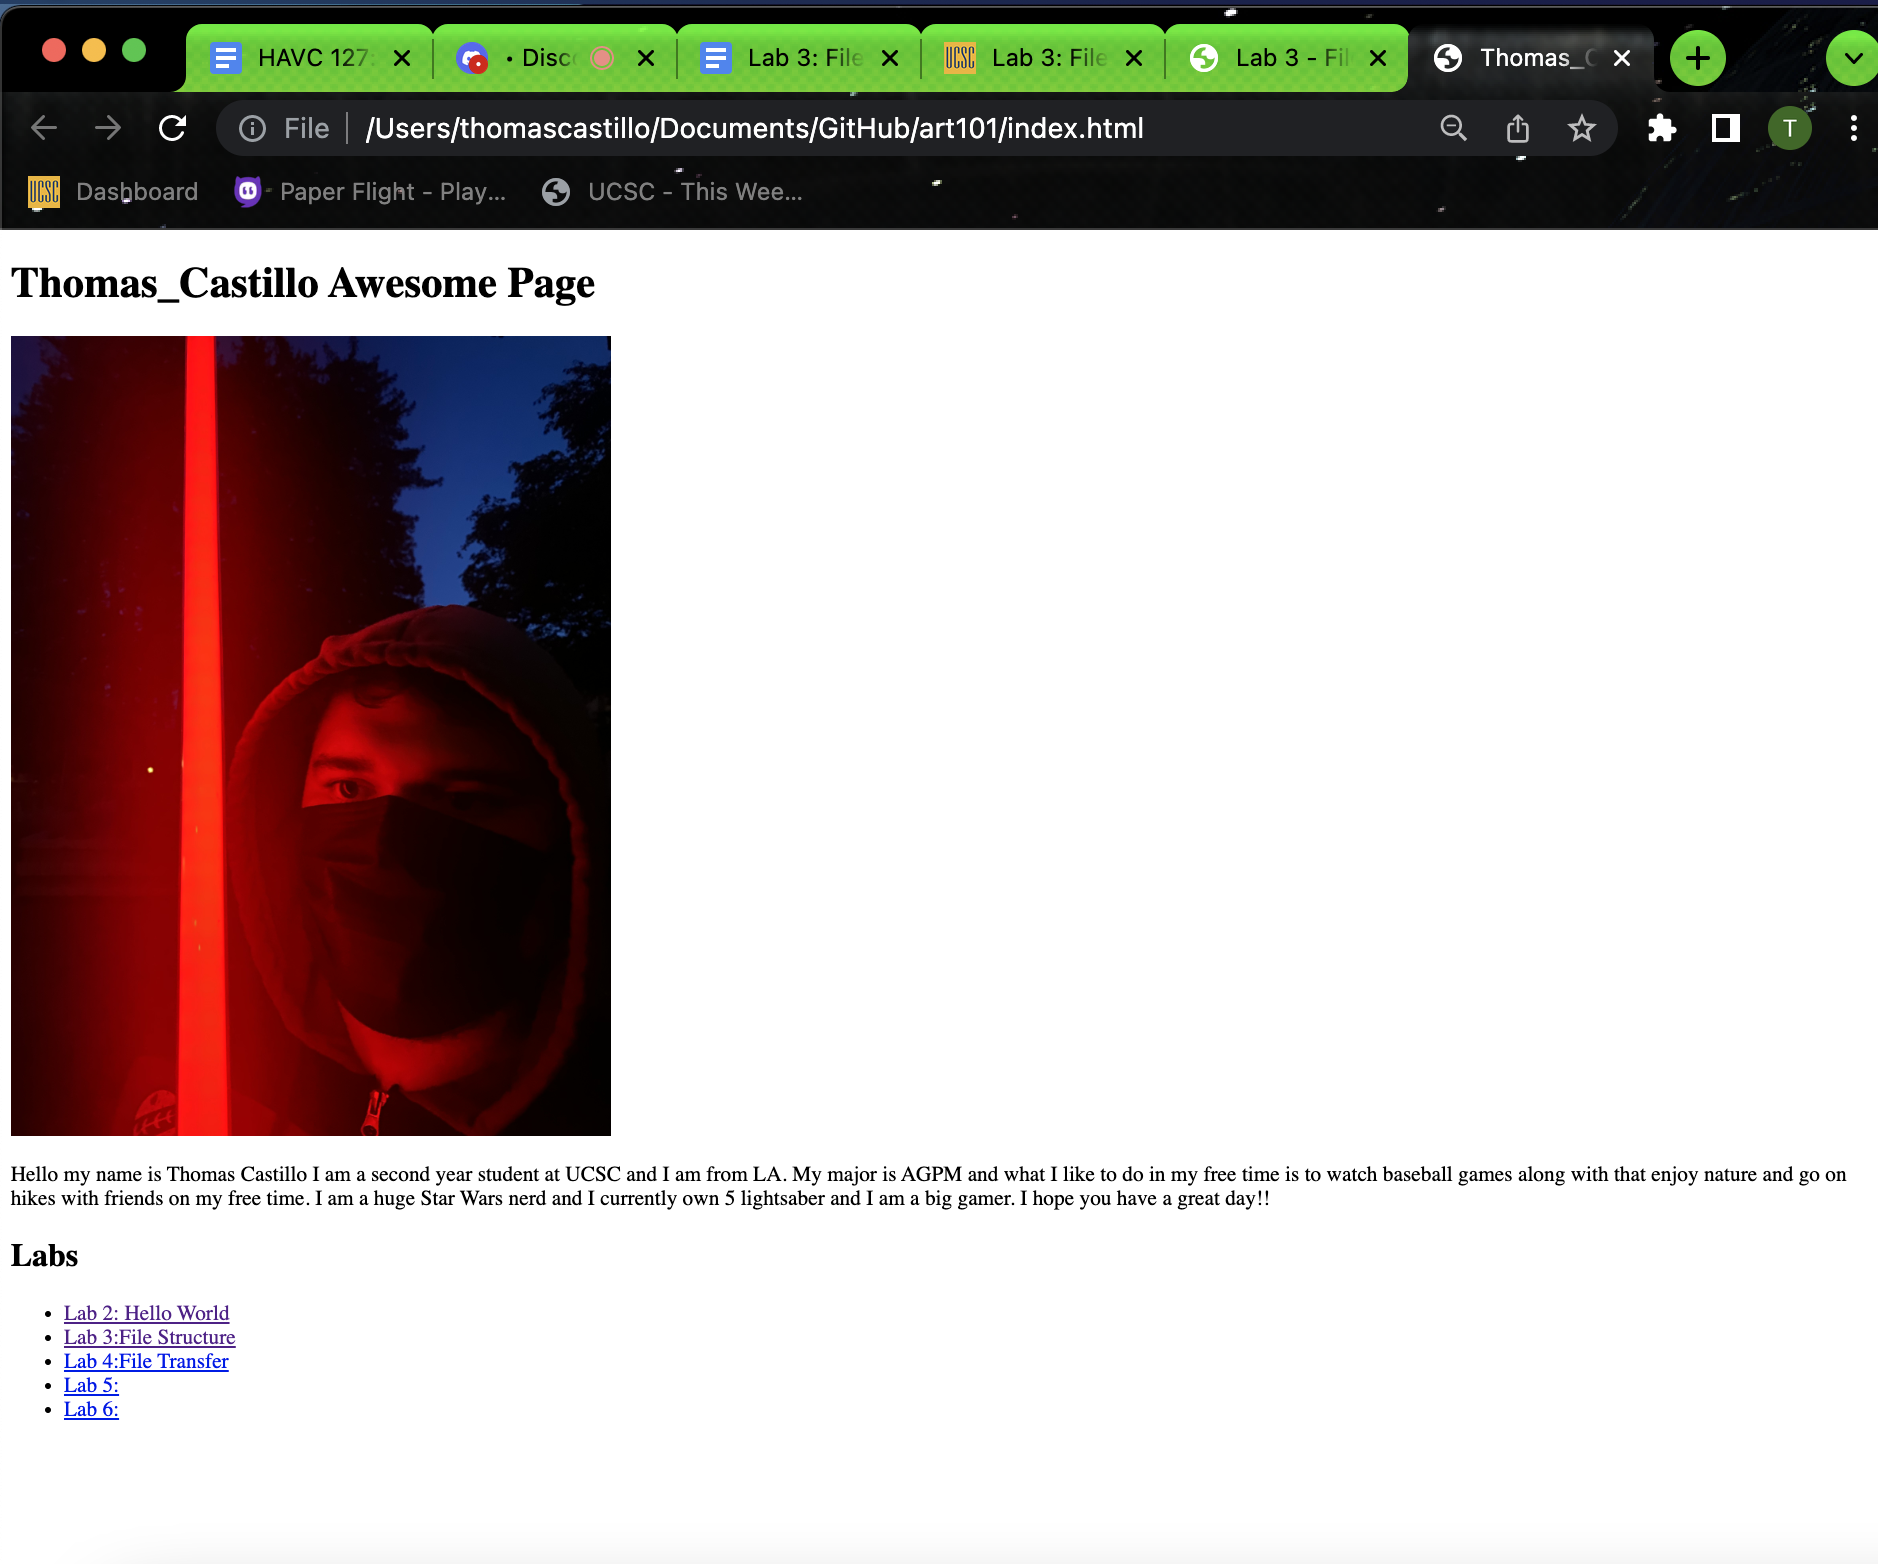 HAVC 127:
• Disc
Lab 3: File
Lab 3: File
Lab 3 - Fil
Thomas_C
File
/Users/thomascastillo/Documents/GitHub/art101/index.html
T
UCSC Dashboard
Paper Flight - Play...
UCSC - This Wee...
Thomas_Castillo Awesome Page
Hello my name is Thomas Castillo I am a second year student at UCSC and I am from LA. My major is AGPM and what I like to do in my free time is to watch baseball games along with that enjoy nature and go on
hikes with friends on my free time. I am a huge Star Wars nerd and I currently own 5 lightsaber and I am a big gamer. I hope you have a great day!!
Labs
• Lab 2: Hello World
• Lab 3:File Structure
• Lab 4:File Transfer
• Lab 5:
• Lab 6: